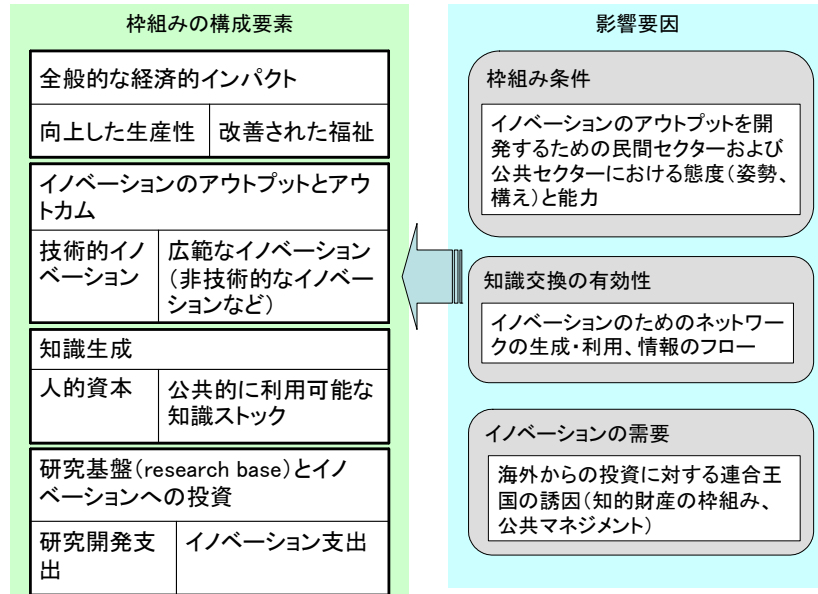 枠組みの構成要素
全般的な経済的インパクト
向上した生産性
改善された福祉
イノベーションのアウトプットとアウ
トカム
技術的イノ
ベーション
広範なイノベーション
（非技術的なイノベー
ションなど）
知識生成
人的資本
公共的に利用可能な
知識ストック
研究基盤（research base）とイノ
ベーションへの投資
研究開発支
出
イノベーション支出
影響要因
枠組み条件
イノベーションのアウトプットを開
発するための民間セクターおよび
公共セクターにおける態度（姿勢、
構え）と能力
知識交換の有効性
イノベーションのためのネットワー
クの生成・利用、情報のフロー
イノベーションの需要
海外からの投資に対する連合王
国の誘因（知的財産の枠組み、
公共マネジメント）